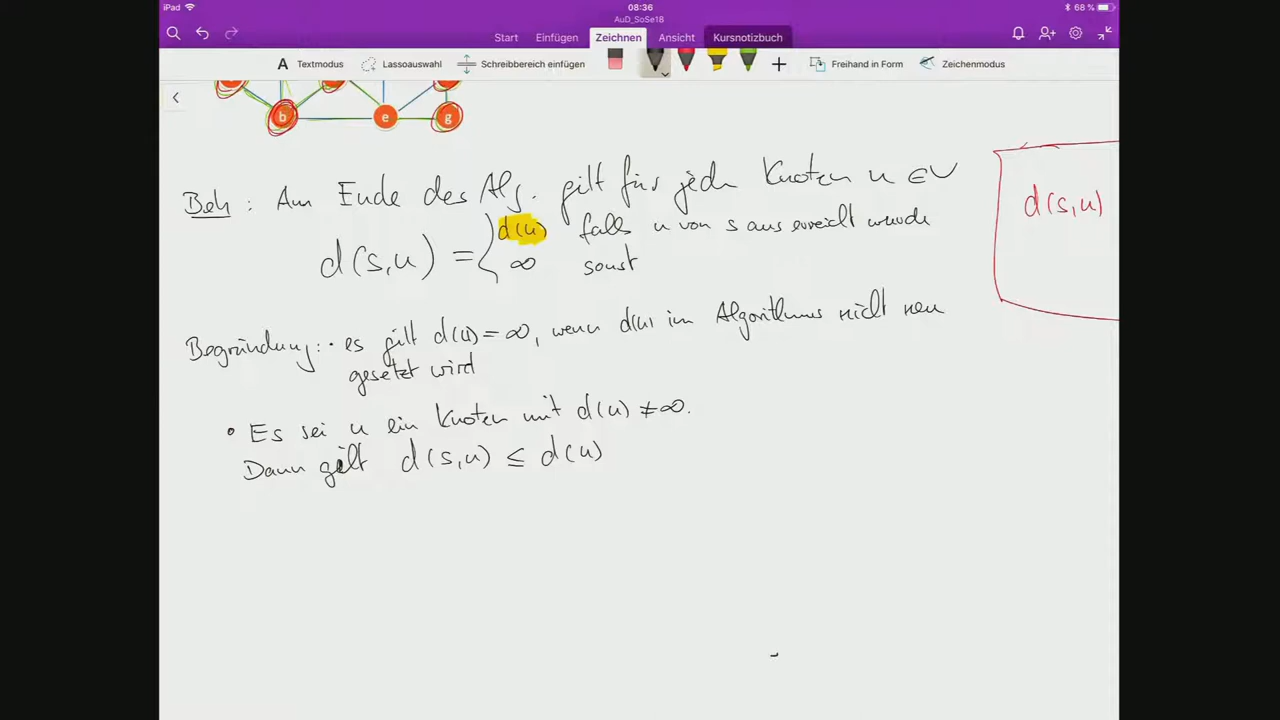 iPad
08:36
68 %
AuD_SoSe18
Start Einfügen Zeichnen Ansicht Kursnotizbuch
A Textmodus Lassoauswahl Schreibbereich einfügen Freihand in Form Zeichenmodus
b e g
Beh : Am Ende des Alg. gilt für jedn Knoten u ∈ V
d(s,u) = { d(u) falls u von s aus erreicht wurde
∞ sonst
d(s,u)
Begründung: • es gilt d(u) = ∞, wenn d(u) im Algorithmus nicht neu
gesetzt wird
• Es sei u ein Knoten mit d(u) ≠ ∞.
Dann gilt d(s,u) ≤ d(u)